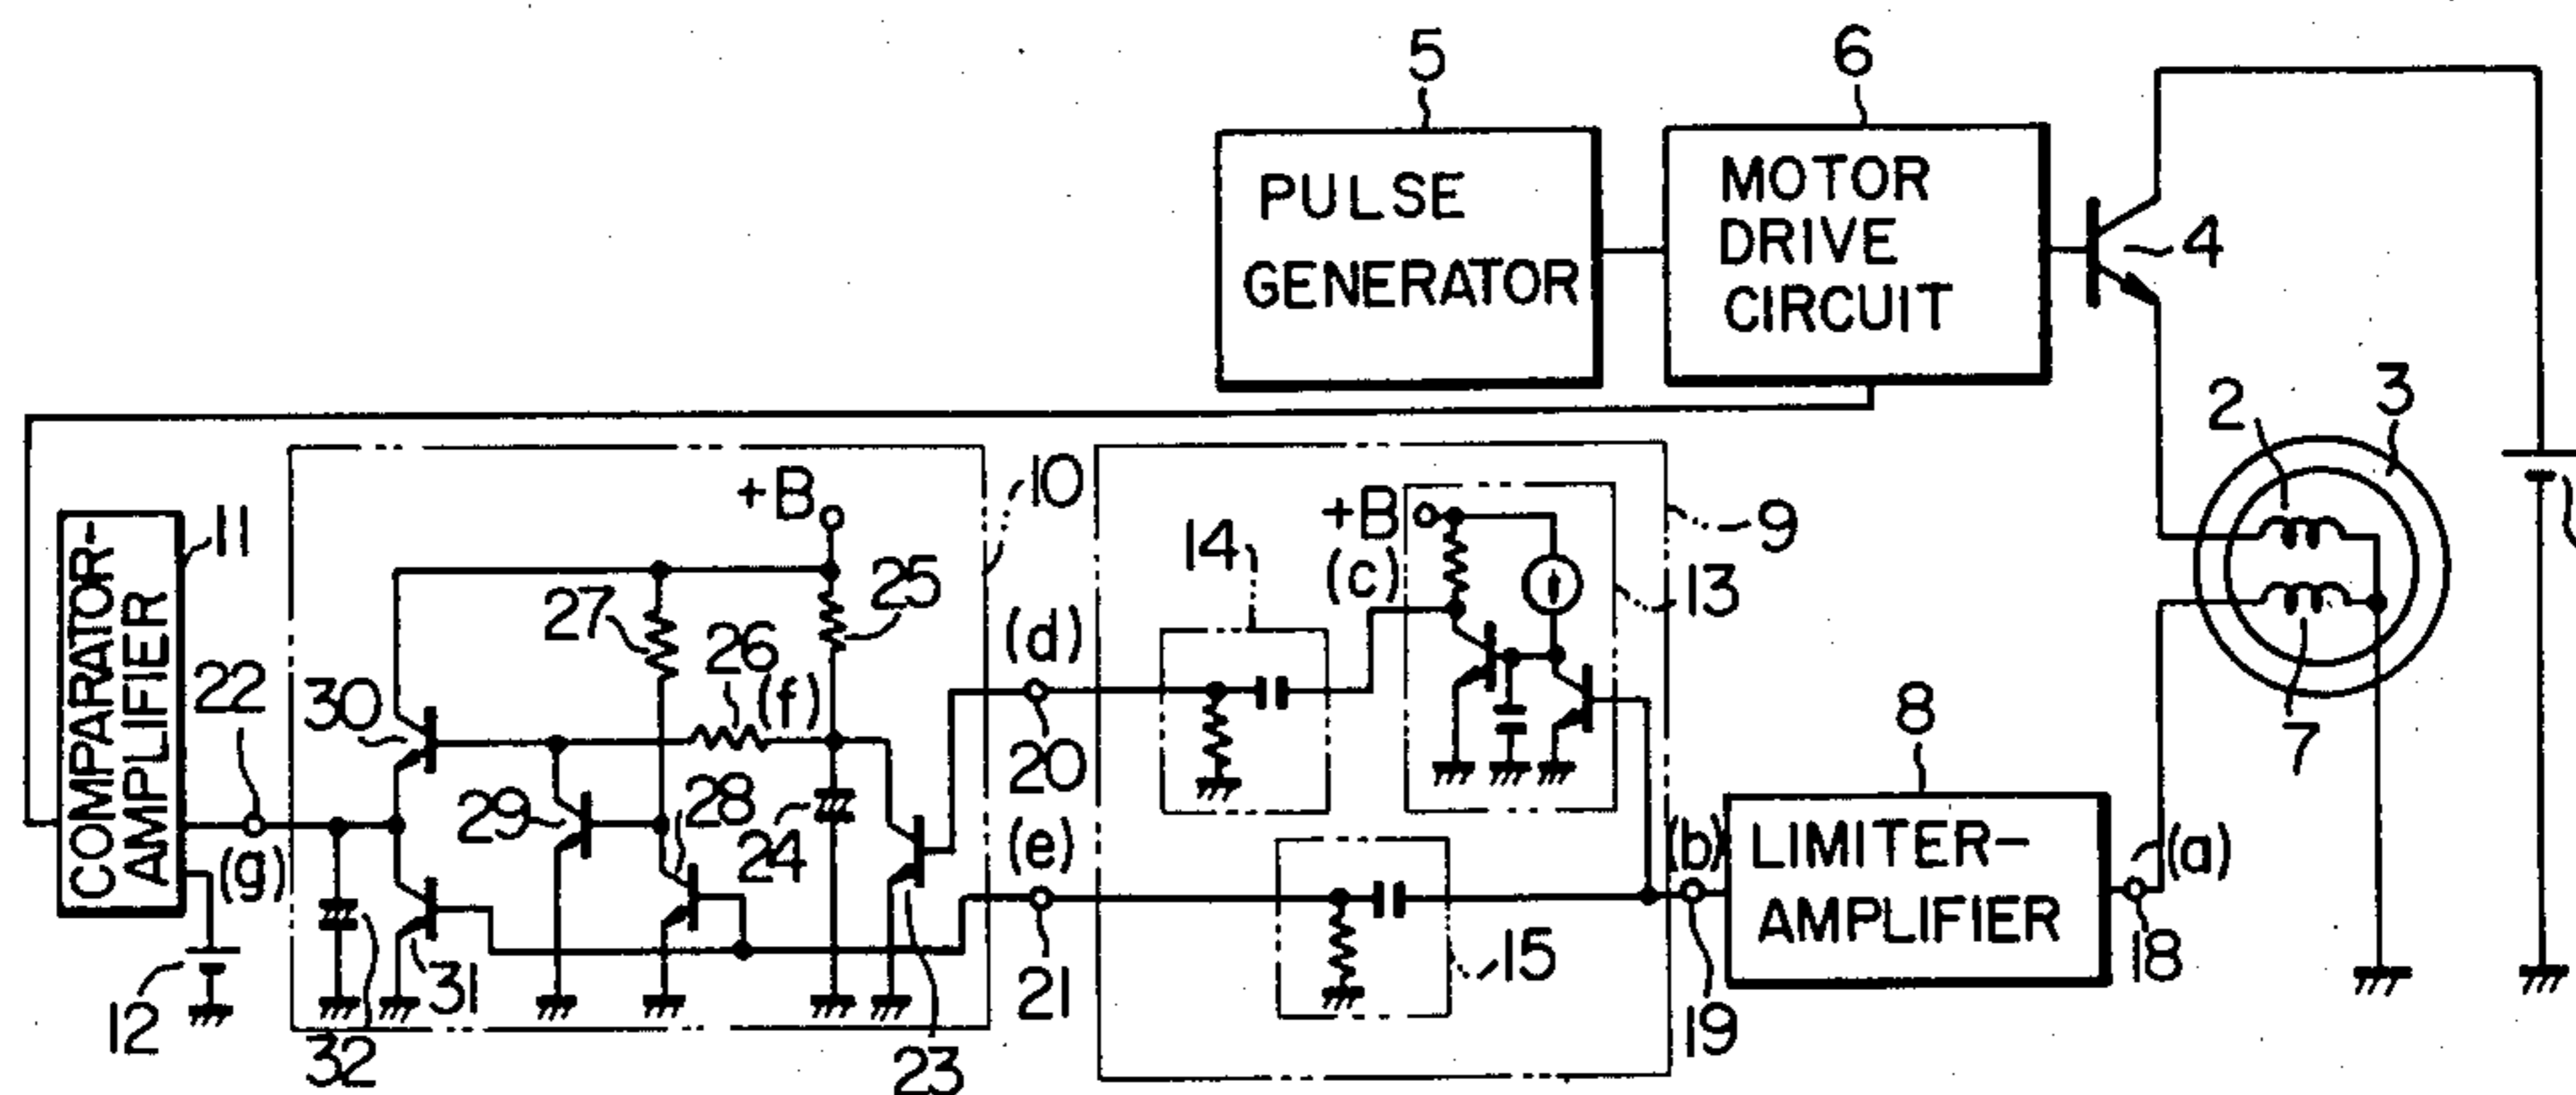 5
6
PULSE
GENERATOR
MOTOR
DRIVE
CIRCUIT
4
2
3
7
+B
10
+B
9
(c)
13
14
11
COMPARATOR-
AMPLIFIER
22
27
25
26
(f)
(d)
20
30
29
28
24
(e)
21
(g)
12
32
31
23
15
(b)
19
8
LIMITER-
AMPLIFIER
(a)
18